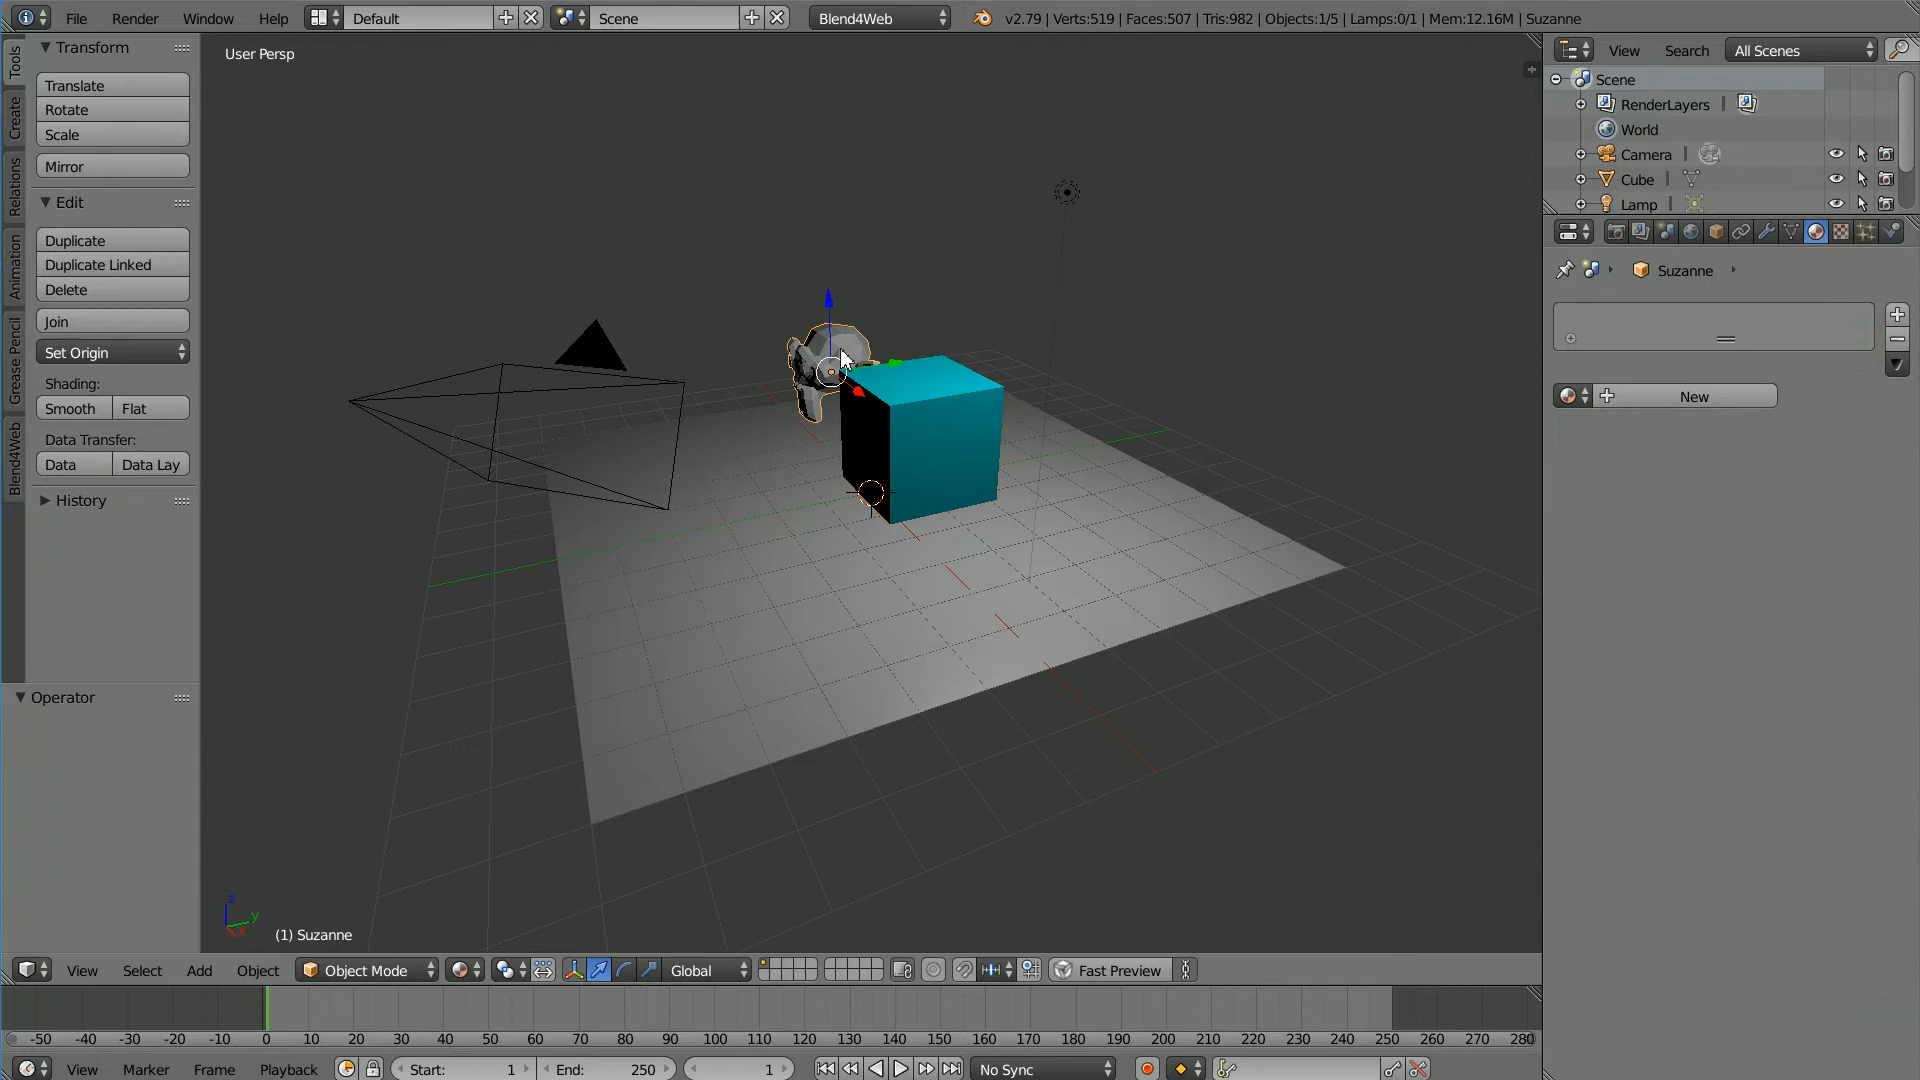 File Render Window Help Default Scene Blend4Web v2.79 | Verts:519 | Faces:507 | Tris:982 | Objects:1/5 | Lamps:0/1 | Mem:12.16M | Suzanne
Tools
Create
Relations
Animation
Grease Pencil
Blend4Web
Transform
Translate
Rotate
Scale
Mirror
Edit
Duplicate
Duplicate Linked
Delete
Join
Set Origin
Shading:
Smooth Flat
Data Transfer:
Data Data Lay
History
Operator
User Persp
z
y
x
(1) Suzanne
View Search All Scenes
Scene
RenderLayers
World
Camera
Cube
Lamp
Suzanne
New
View Select Add Object Object Mode Global Fast Preview
-50 -40 -30 -20 -10 0 10 20 30 40 50 60 70 80 90 100 110 120 130 140 150 160 170 180 190 200 210 220 230 240 250 260 270 280
View Marker Frame Playback Start: 1 End: 250 1 No Sync